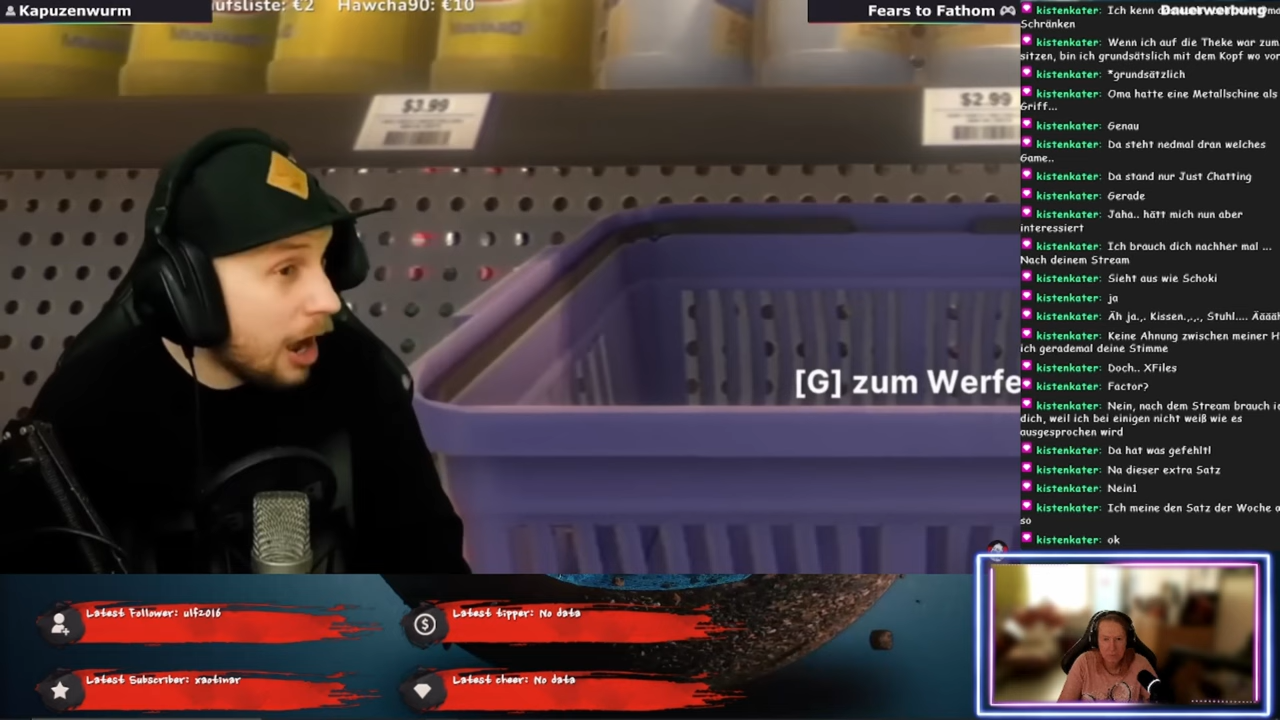 Kapuzenwurm
ufsliste: €2 Hawcha90: €10
Fears to Fathom
Dauerwerbung
$3.99
$2.99
[G] zum Werfe
kistenkater: Ich kenn
Schränken
kistenkater: Wenn ich auf die Theke war zum
sitzen, bin ich grundsätslich mit dem Kopf wo vor
kistenkater: *grundsätzlich
kistenkater: Oma hatte eine Metallschine als
Griff...
kistenkater: Genau
kistenkater: Da steht nedmal dran welches
Game..
kistenkater: Da stand nur Just Chatting
kistenkater: Gerade
kistenkater: Jaha.. hätt mich nun aber
interessiert
kistenkater: Ich brauch dich nachher mal ...
Nach deinem Stream
kistenkater: Sieht aus wie Schoki
kistenkater: ja
kistenkater: Äh ja., Kissen.,.,, Stuhl.... Äääh
kistenkater: Keine Ahnung zwischen meiner H
ich gerademal deine Stimme
kistenkater: Doch.. XFiles
kistenkater: Factor?
kistenkater: Nein, nach dem Stream brauch ic
dich, weil ich bei einigen nicht weiß wie es
ausgesprochen wird
kistenkater: Da hat was gefehlt!
kistenkater: Na dieser extra Satz
kistenkater: Nein1
kistenkater: Ich meine den Satz der Woche a
so
kistenkater: ok
Latest Follower: ulfz016
Latest tipper: No data
Latest Subscriber: xaotinar
Latest cheer: No data